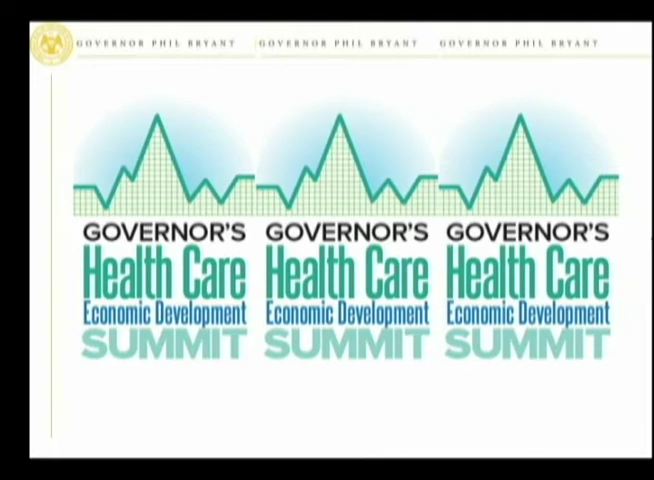 GOVERNOR PHIL BRYANT GOVERNOR PHIL BRYANT GOVERNOR PHIL BRYANT
GOVERNOR'S GOVERNOR'S GOVERNOR'S
Health Care Health Care Health Care
Economic Development Economic Development Economic Development
SUMMIT SUMMIT SUMMIT